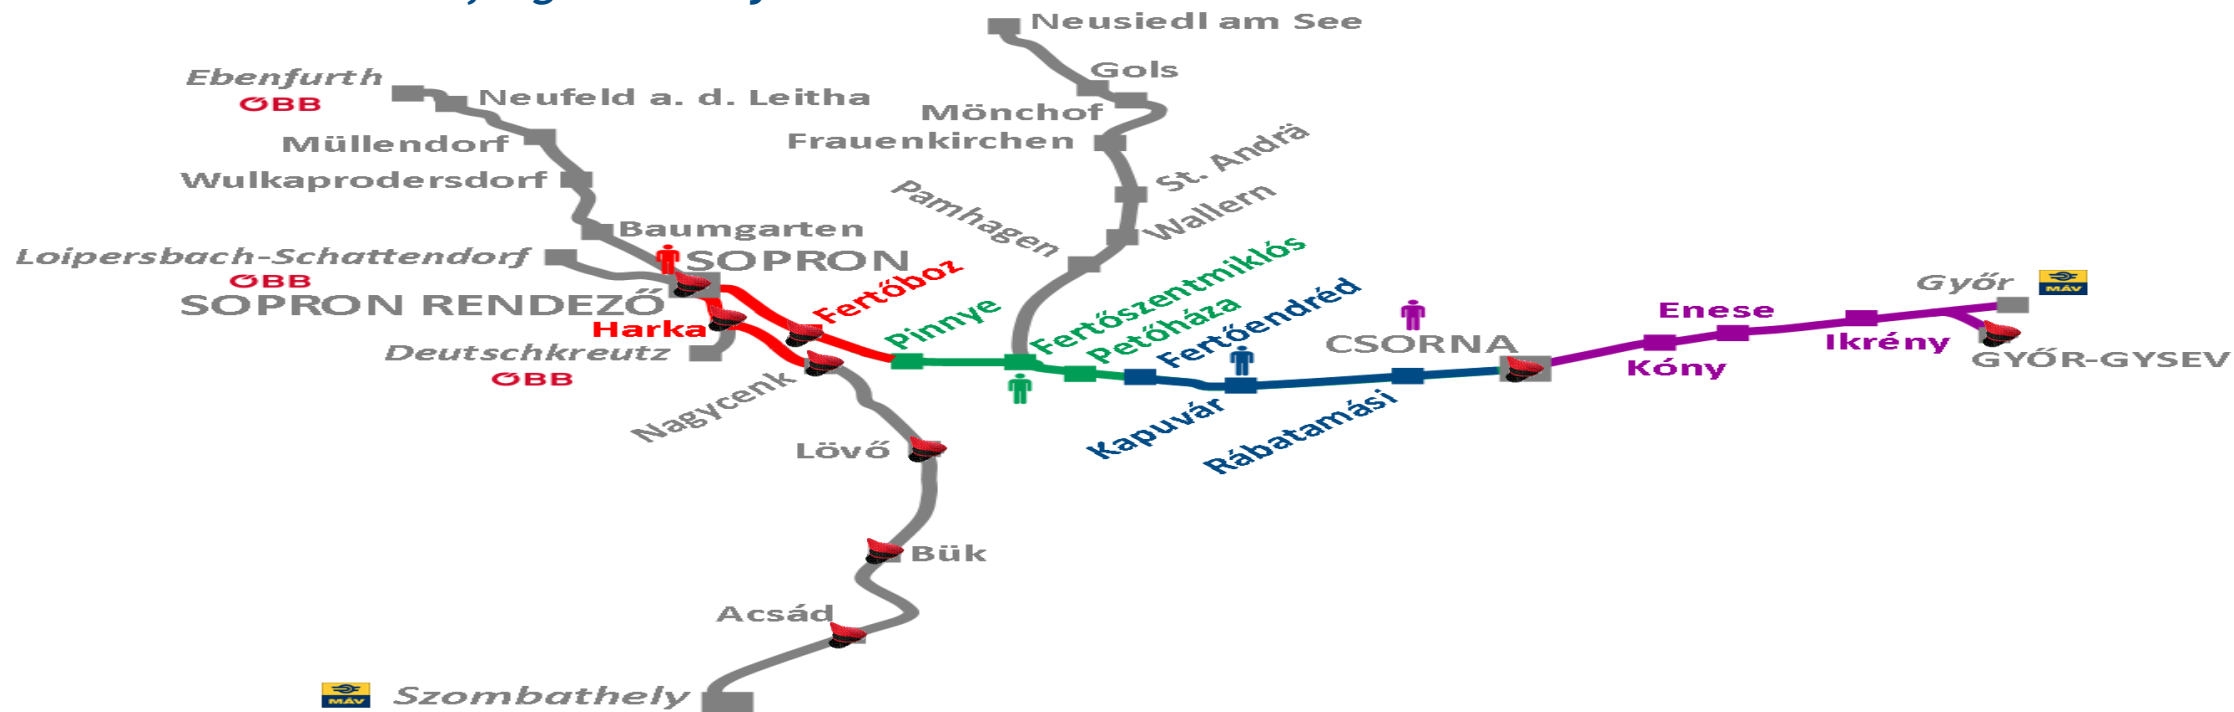 Neusiedl am See
Gols
Ebenfurth
ÖBB
Neufeld a. d. Leitha
Mönchof
Müllendorf
Frauenkirchen
St. Andrä
Wulkaprodersdorf
Pamhagen
Wallern
Baumgarten
Loipersbach-Schattendorf
ÖBB
SOPRON
SOPRON RENDEZŐ
Fertőboz
Harka
Deutschkreutz
ÖBB
Pinnye
Fertőszentmiklós
Petőháza
Fertőendréd
CSORNA
Enese
Győr
MÁV
Kóny
Ikrény
GYŐR-GYSEV
Nagycenk
Kapuvár
Rábatamási
Lövő
Bük
Acsád
MÁV
Szombathely